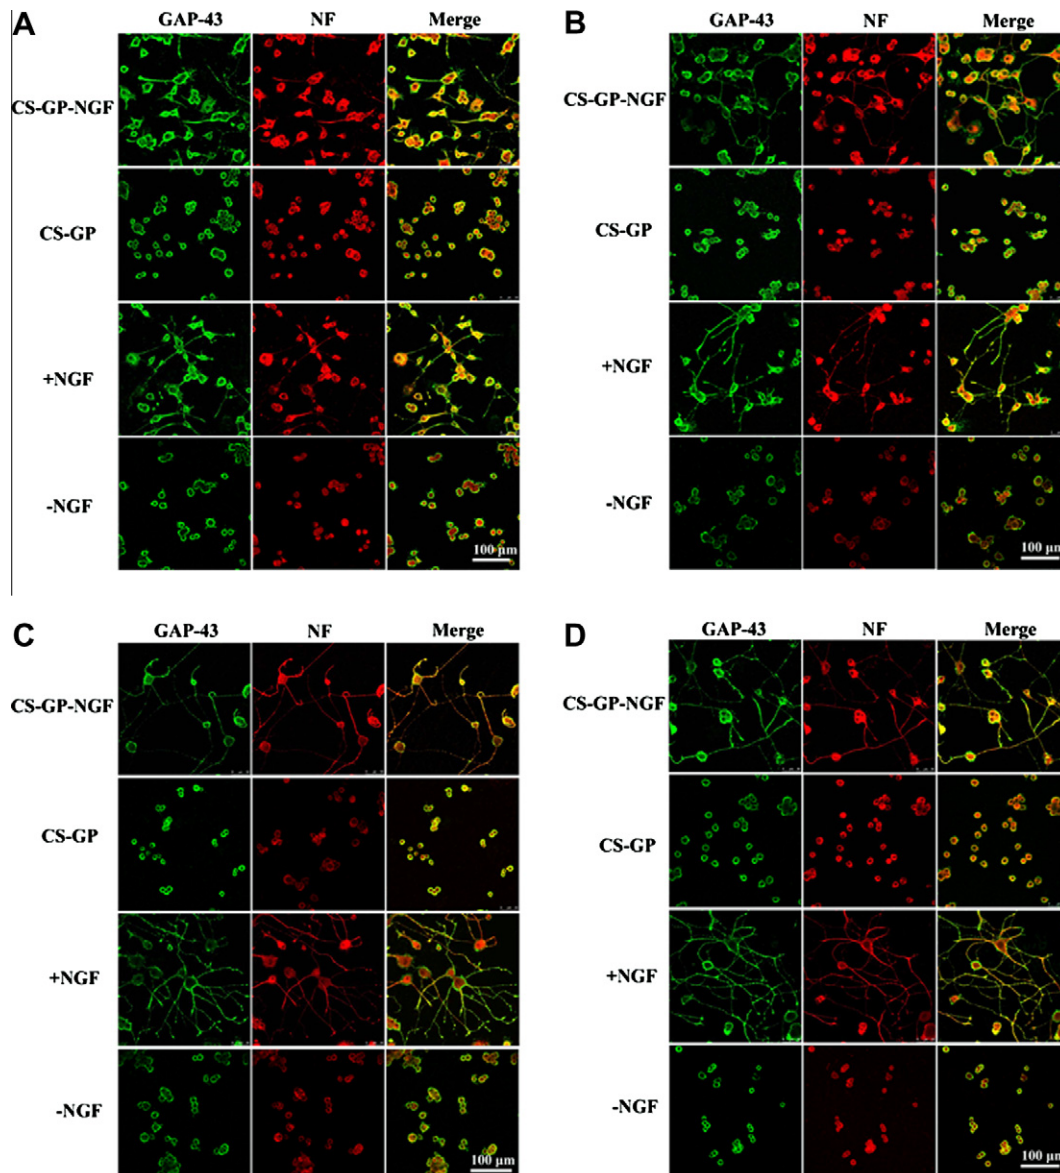 A
GAP-43 NF Merge
CS-GP-NGF
CS-GP
+NGF
-NGF
100 μm
B
GAP-43 NF Merge
CS-GP-NGF
CS-GP
+NGF
-NGF
100 μm
C
GAP-43 NF Merge
CS-GP-NGF
CS-GP
+NGF
-NGF
100 μm
D
GAP-43 NF Merge
CS-GP-NGF
CS-GP
+NGF
-NGF
100 μm